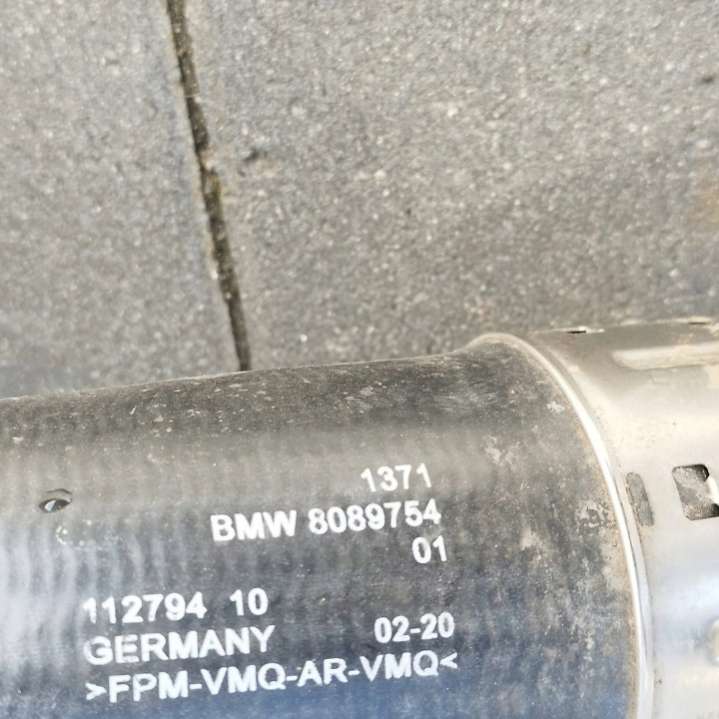 1371
BMW 8089754
01
112794 10
GERMANY 02-20
>FPM-VMQ-AR-VMQ<